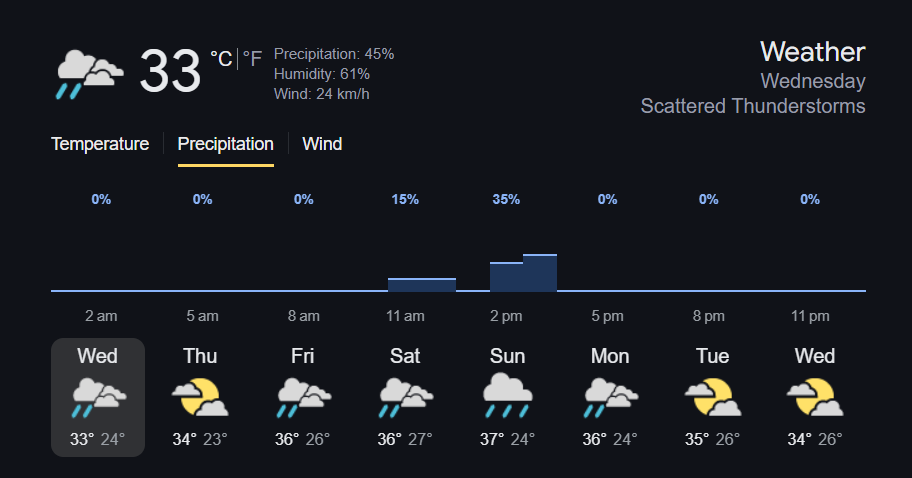 33 °C | °F
Precipitation: 45%
Humidity: 61%
Wind: 24 km/h
Weather
Wednesday
Scattered Thunderstorms
Temperature Precipitation Wind
0% 0% 0% 15% 35% 0% 0% 0%
2 am 5 am 8 am 11 am 2 pm 5 pm 8 pm 11 pm
Wed Thu Fri Sat Sun Mon Tue Wed
33° 24° 34° 23° 36° 26° 36° 27° 37° 24° 36° 24° 35° 26° 34° 26°